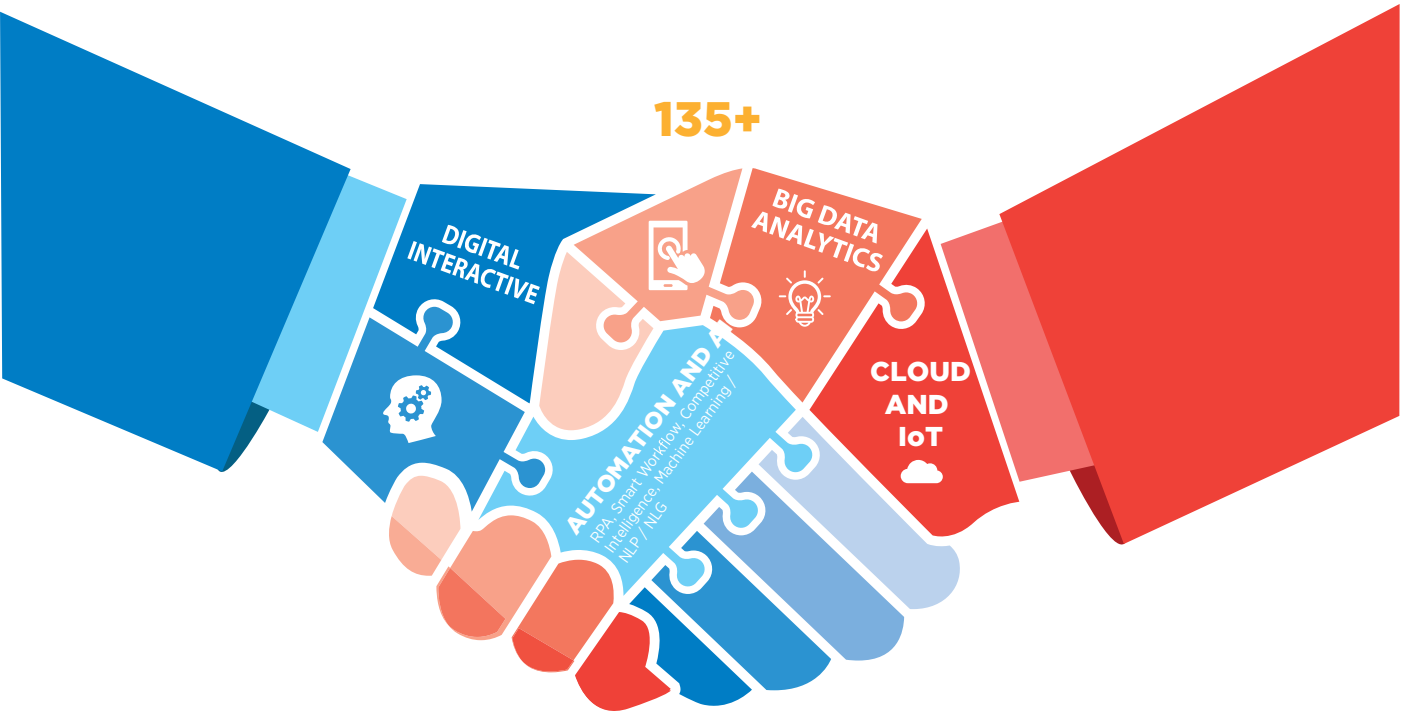 135+
DIGITAL
INTERACTIVE
BIG DATA
ANALYTICS
CLOUD
AND
IoT
AUTOMATION AND
RPA, Smart Workflow, Competitive
Intelligence, Machine Learning /
NLP / NLG